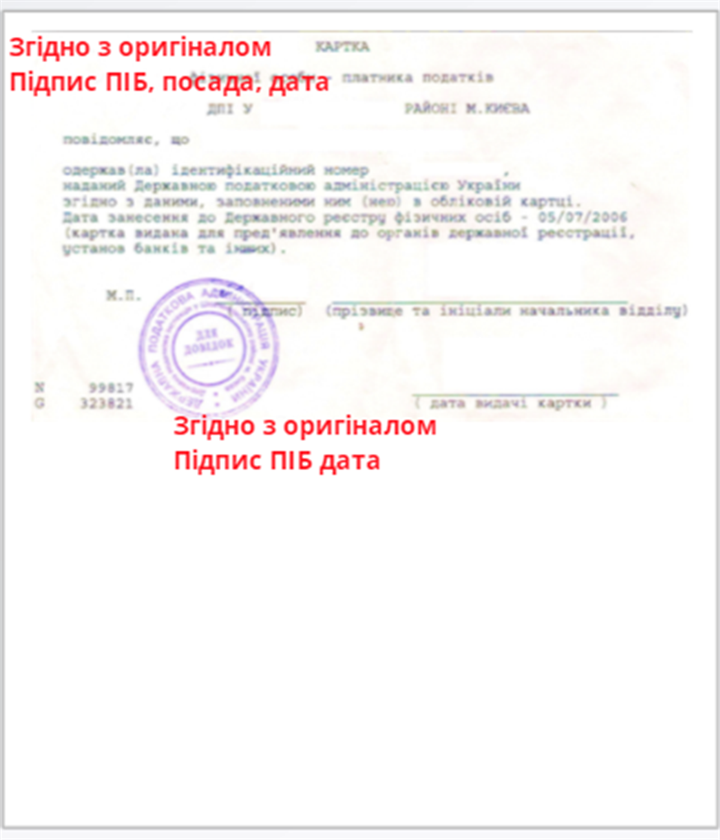 Згідно з оригіналом
КАРТКА
Підпис ПІБ, посада, дата
фізичної особи - платника податків
ДПІ У РАЙОНІ М.КИЄВА
повідомляє, що
одержав(ла) ідентифікаційний номер ,
наданий Державною податковою адміністрацією України
згідно з даними, заповненими ним (нею) в обліковій картці.
Дата занесення до Державного реєстру фізичних осіб - 05/07/2006
(картка видана для пред'явлення до органів державної реєстрації,
установ банків та інших).
М.П.
( підпис) (прізвище та ініціали начальника відділу)
ДЕРЖАВНА ПОДАТКОВА АДМІНІСТРАЦІЯ УКРАЇНИ
ДЛЯ
ДОВІДОК
N 99817
G 323821
( дата видачі картки )
Згідно з оригіналом
Підпис ПІБ дата